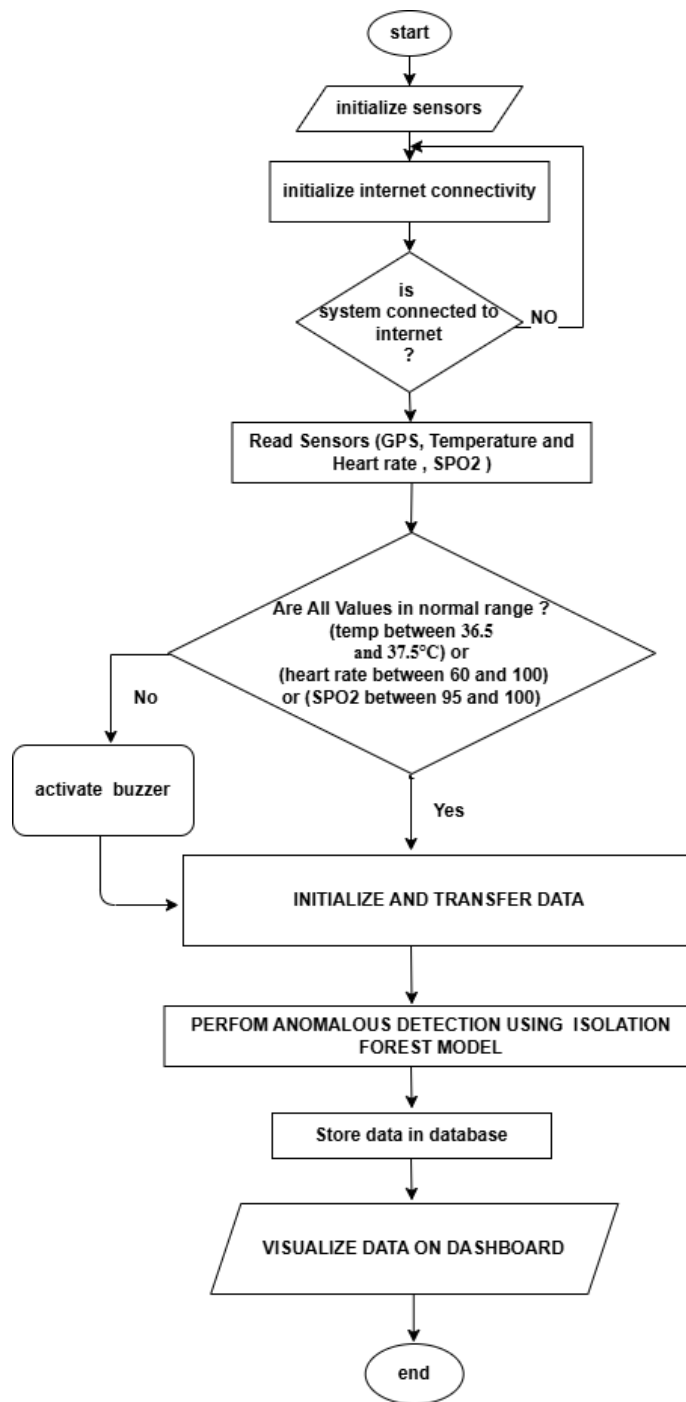 start
initialize sensors
initialize internet connectivity
is
system connected to
internet
?
NO
Read Sensors (GPS, Temperature and
Heart rate , SPO2 )
Are All Values in normal range ?
(temp between 36.5
and 37.5°C) or
(heart rate between 60 and 100)
or (SPO2 between 95 and 100)
No
activate buzzer
Yes
INITIALIZE AND TRANSFER DATA
PERFOM ANOMALOUS DETECTION USING ISOLATION
FOREST MODEL
Store data in database
VISUALIZE DATA ON DASHBOARD
end